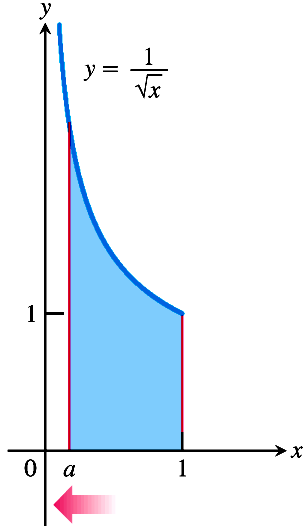 y
y = 1/√x
1
0 a 1 x